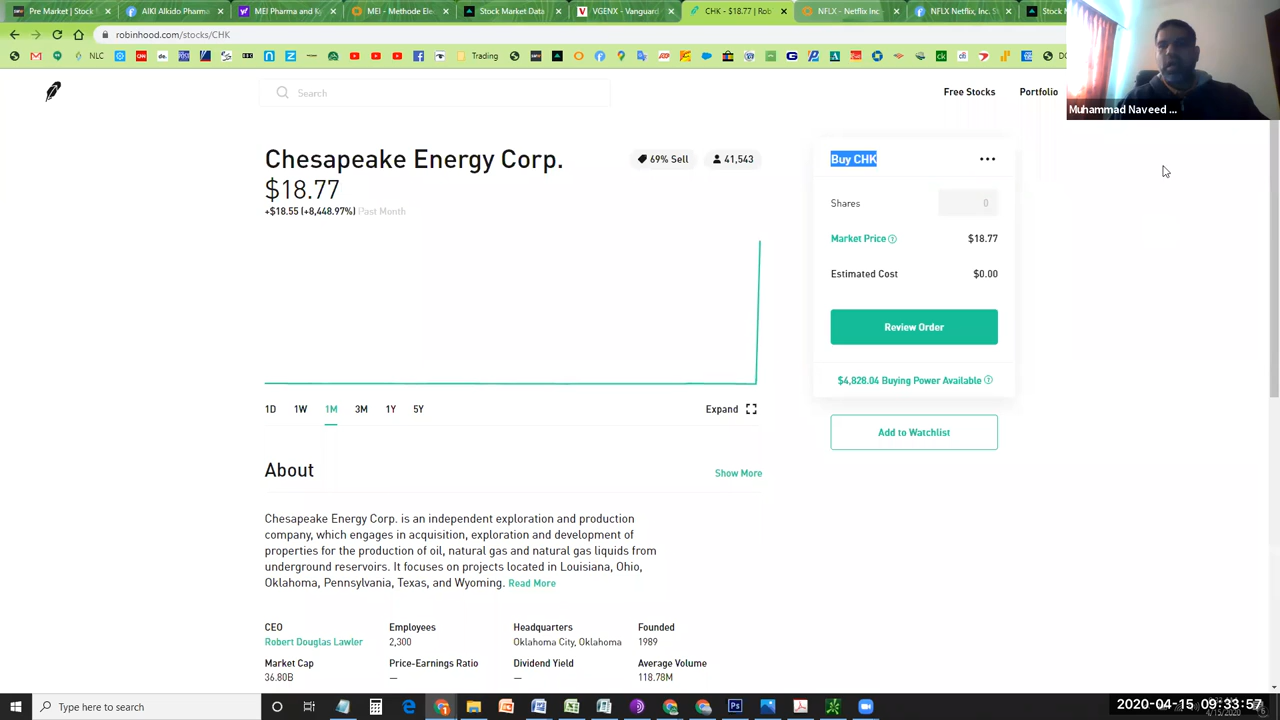 Pre Market | Stock
AIKI Alkido Pharma
MEI Pharma and
MEI - Methode Ele
Stock Market Data
VGENX - Vanguard
CHK - $18.77 | Rob
NFLX - Netflix
NFLX Netflix, Inc. St
Stock
robinhood.com/stocks/CHK
NLC
Trading
Search
Free Stocks
Portfolio
Muhammad Naveed ...
Chesapeake Energy Corp.
69% Sell
41,543
$18.77
+$18.55 (+8,448.97%) Past Month
Buy CHK
Shares
0
Market Price
$18.77
Estimated Cost
$0.00
Review Order
$4,828.04 Buying Power Available
Add to Watchlist
1D
1W
1M
3M
1Y
5Y
Expand
About
Show More
Chesapeake Energy Corp. is an independent exploration and production
company, which engages in acquisition, exploration and development of
properties for the production of oil, natural gas and natural gas liquids from
underground reservoirs. It focuses on projects located in Louisiana, Ohio,
Oklahoma, Pennsylvania, Texas, and Wyoming. Read More
CEO
Employees
Headquarters
Founded
Robert Douglas Lawler
2,300
Oklahoma City, Oklahoma
1989
Market Cap
Price-Earnings Ratio
Dividend Yield
Average Volume
36.80B
—
—
118.78M
Type here to search
2020-04-15 09:33:57